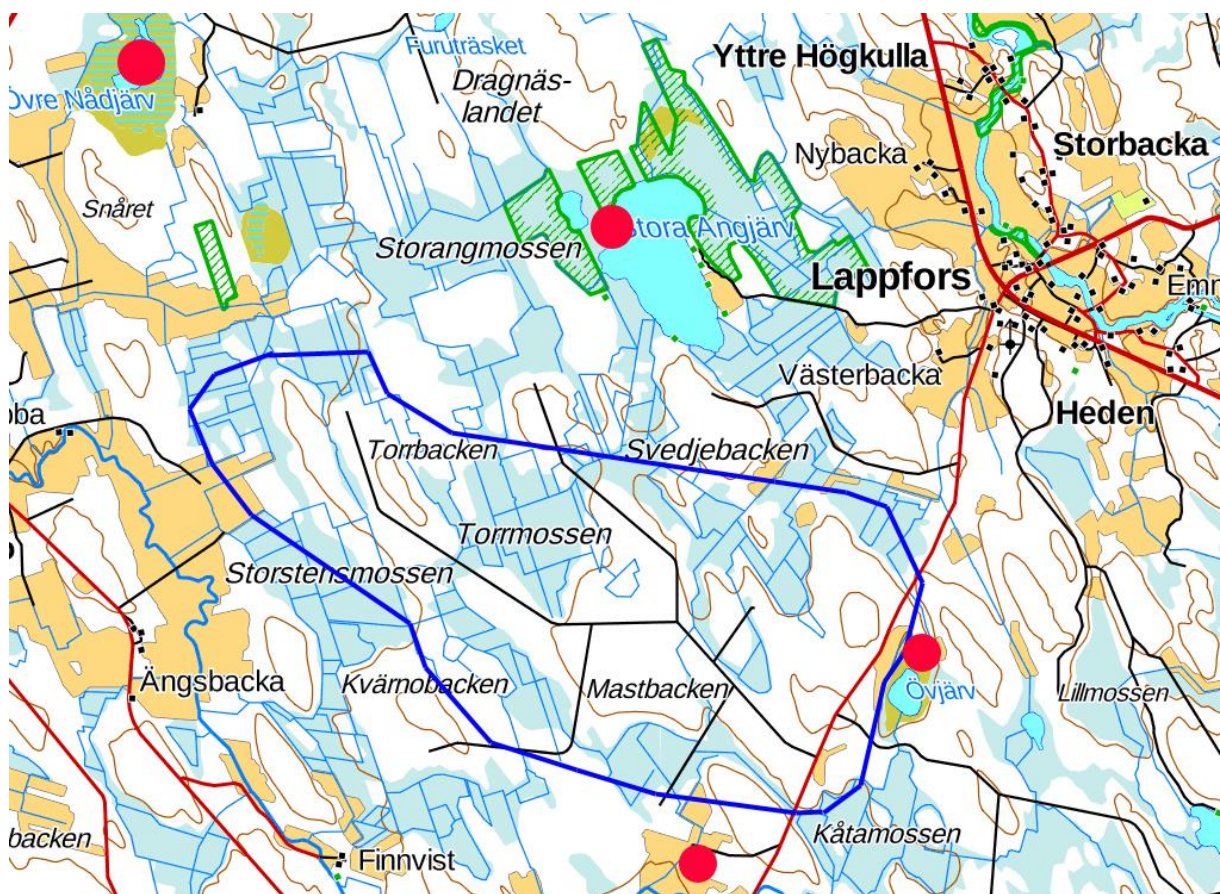 Furuträsket
Yttre Högkulla
Dragnäs-
landet
Övre Nådjärv
Nybacka
Storbacka
Snåret
Storangmossen
Stora Angjärv
Lappfors
Emn
Västerbacka
oba
Heden
Torrbacken
Svedjebacken
Torrmossen
Storstensmossen
Ängsbacka
Kvärnobacken
Mastbacken
Övjärv
Lillmossen
backen
Finnvist
Kåtamossen